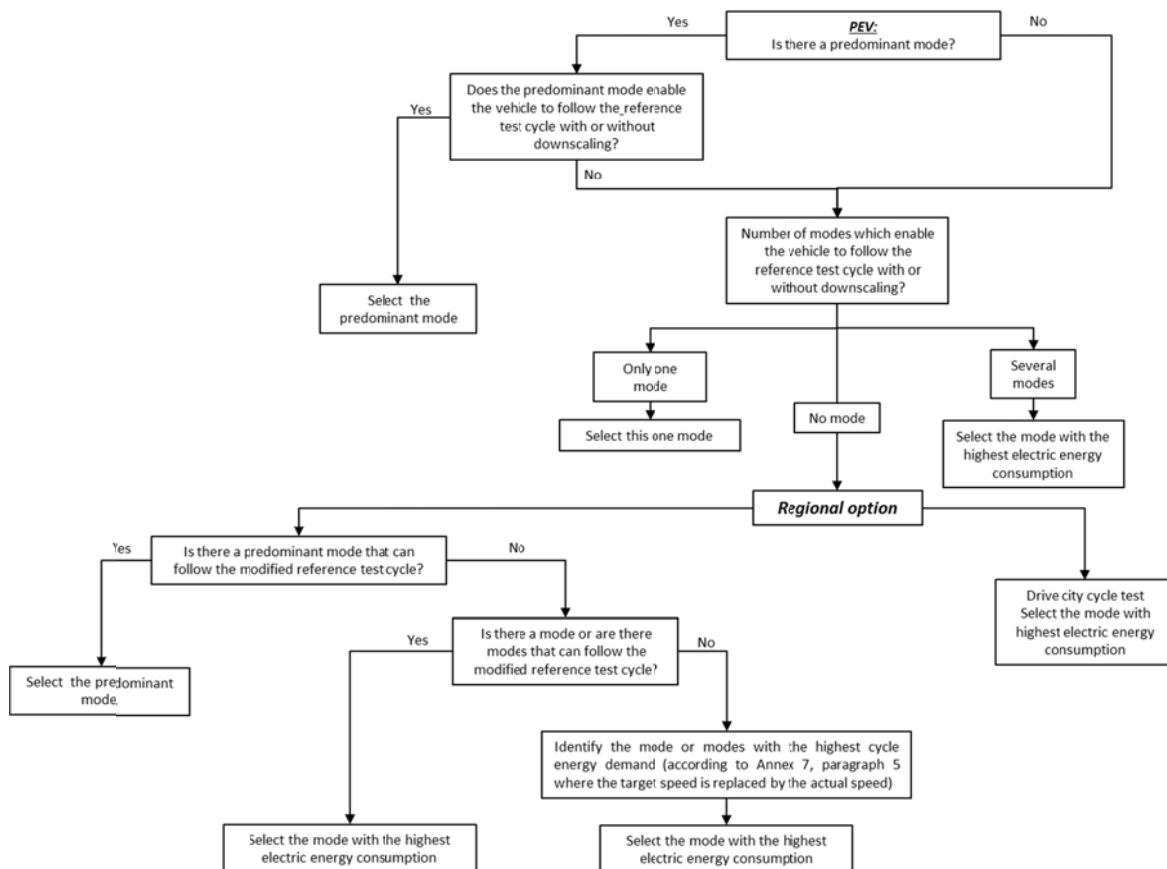 Yes
PEV:
Is there a predominant mode?
No
Does the predominant mode enable
the vehicle to follow the reference
test cycle with or without
downscaling?
Yes
No
Number of modes which enable
the vehicle to follow the
reference test cycle with or
without downscaling?
Select the
predominant mode
Only one
mode
Several
modes
No mode
Select this one mode
Select the mode with the
highest electric energy
consumption
Regional option
Yes
Is there a predominant mode that can
follow the modified reference test cycle?
No
Drive city cycle test
Select the mode with
highest electric energy
consumption
Yes
Is there a mode or are there
modes that can follow the
modified reference test cycle?
No
Select the predominant
mode
Identify the mode or modes with the highest cycle
energy demand (according to Annex 7, paragraph 5
where the target speed is replaced by the actual speed)
Select the mode with the highest
electric energy consumption
Select the mode with the highest
electric energy consumption